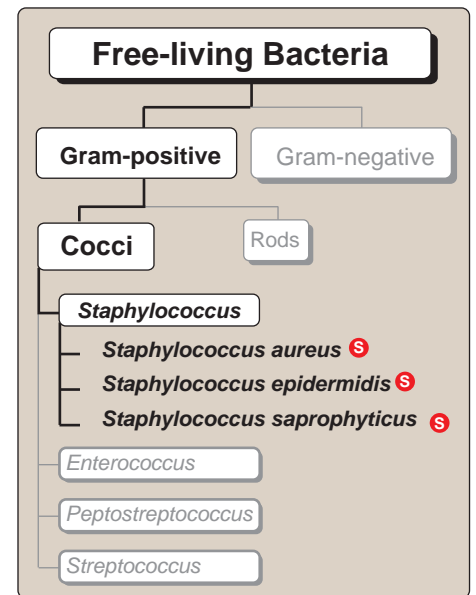 Free-living Bacteria
Gram-positive Gram-negative
Cocci Rods
Staphylococcus
Staphylococcus aureus S
Staphylococcus epidermidis S
Staphylococcus saprophyticus S
Enterococcus
Peptostreptococcus
Streptococcus